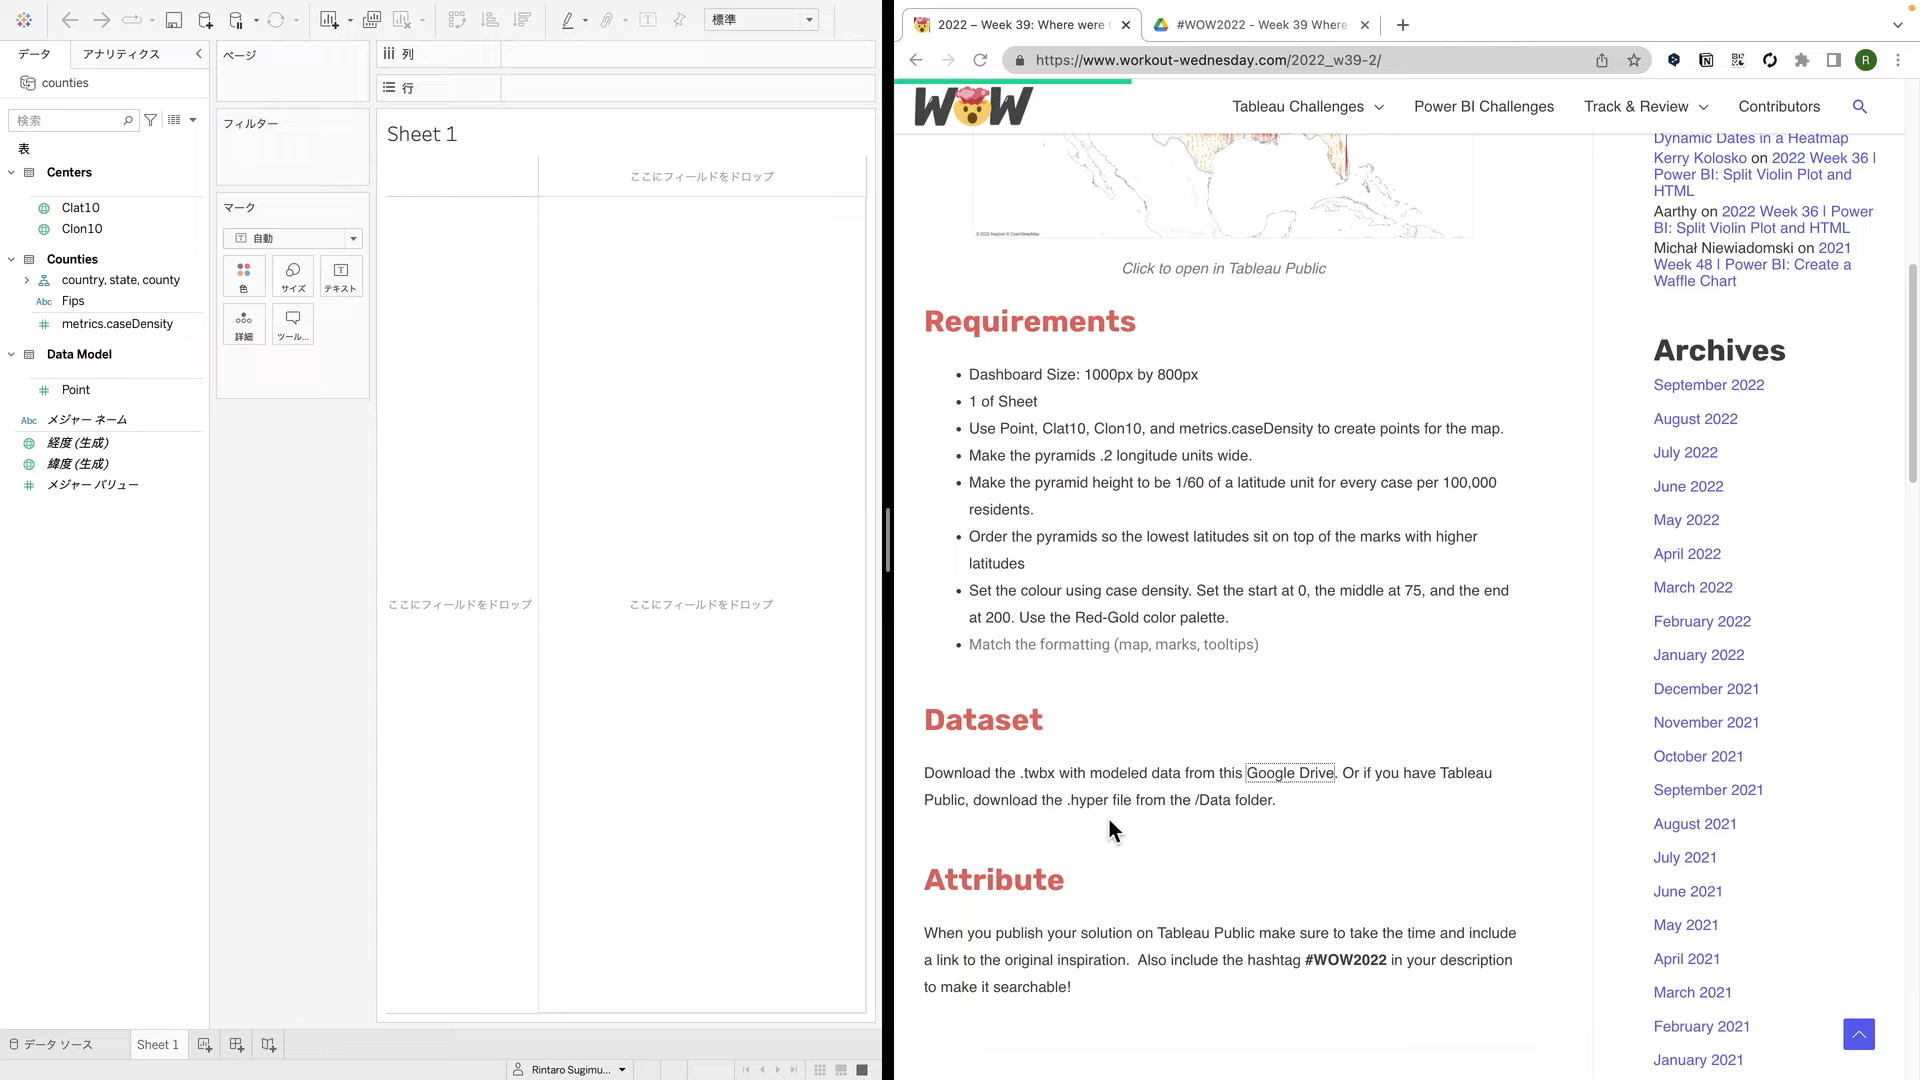 標準
データ
アナリティクス
counties
検索
表
Centers
Clat10
Clon10
Counties
country, state, county
Abc Fips
metrics.caseDensity
Data Model
Point
Abc メジャー ネーム
経度 (生成)
緯度 (生成)
メジャー バリュー
ページ
フィルター
マーク
自動
色
サイズ
テキスト
詳細
ツール...
列
行
Sheet 1
ここにフィールドをドロップ
ここにフィールドをドロップ
ここにフィールドをドロップ
データ ソース
Sheet 1
Rintaro Sugimu...
2022 – Week 39: Where were
#WOW2022 - Week 39 Where
https://www.workout-wednesday.com/2022_w39-2/
R
WOW
Tableau Challenges
Power BI Challenges
Track & Review
Contributors
© 2022 Mapbox © OpenStreetMap
Click to open in Tableau Public
Requirements
• Dashboard Size: 1000px by 800px
• 1 of Sheet
• Use Point, Clat10, Clon10, and metrics.caseDensity to create points for the map.
• Make the pyramids .2 longitude units wide.
• Make the pyramid height to be 1/60 of a latitude unit for every case per 100,000
residents.
• Order the pyramids so the lowest latitudes sit on top of the marks with higher
latitudes
• Set the colour using case density. Set the start at 0, the middle at 75, and the end
at 200. Use the Red-Gold color palette.
• Match the formatting (map, marks, tooltips)
Dataset
Download the .twbx with modeled data from this Google Drive. Or if you have Tableau
Public, download the .hyper file from the /Data folder.
Attribute
When you publish your solution on Tableau Public make sure to take the time and include
a link to the original inspiration. Also include the hashtag #WOW2022 in your description
to make it searchable!
Dynamic Dates in a Heatmap
Kerry Kolosko on 2022 Week 36 |
Power BI: Split Violin Plot and
HTML
Aarthy on 2022 Week 36 | Power
BI: Split Violin Plot and HTML
Michał Niewiadomski on 2021
Week 48 | Power BI: Create a
Waffle Chart
Archives
September 2022
August 2022
July 2022
June 2022
May 2022
April 2022
March 2022
February 2022
January 2022
December 2021
November 2021
October 2021
September 2021
August 2021
July 2021
June 2021
May 2021
April 2021
March 2021
February 2021
January 2021